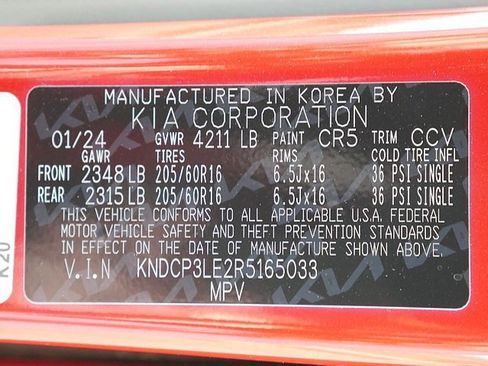 MANUFACTURED IN KOREA BY
KIA CORPORATION
01/24 GVWR 4211 LB PAINT CR5 TRIM CCV
GAWR TIRES RIMS COLD TIRE INFL
FRONT 2348 LB 205/60R16 6.5Jx16 36 PSI SINGLE
REAR 2315 LB 205/60R16 6.5Jx16 36 PSI SINGLE
THIS VEHICLE CONFORMS TO ALL APPLICABLE U.S.A. FEDERAL
MOTOR VEHICLE SAFETY AND THEFT PREVENTION STANDARDS
IN EFFECT ON THE DATE OF MANUFACTURE SHOWN ABOVE.
V.I.N KNDCP3LE2R5165033
MPV
K20